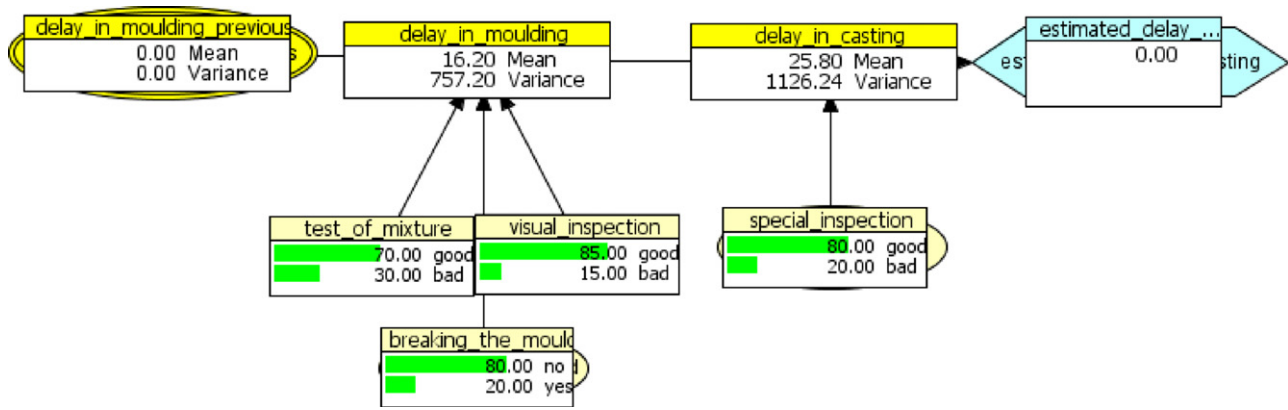 delay_in_moulding_previous
0.00 Mean
0.00 Variance
s
delay_in_moulding
16.20 Mean
757.20 Variance
delay_in_casting
25.80 Mean
1126.24 Variance
estimated_delay_...
0.00
est
sting
test_of_mixture
70.00 good
30.00 bad
visual_inspection
85.00 good
15.00 bad
special_inspection
80.00 good
20.00 bad
breaking_the_mould
80.00 no
20.00 yes
d